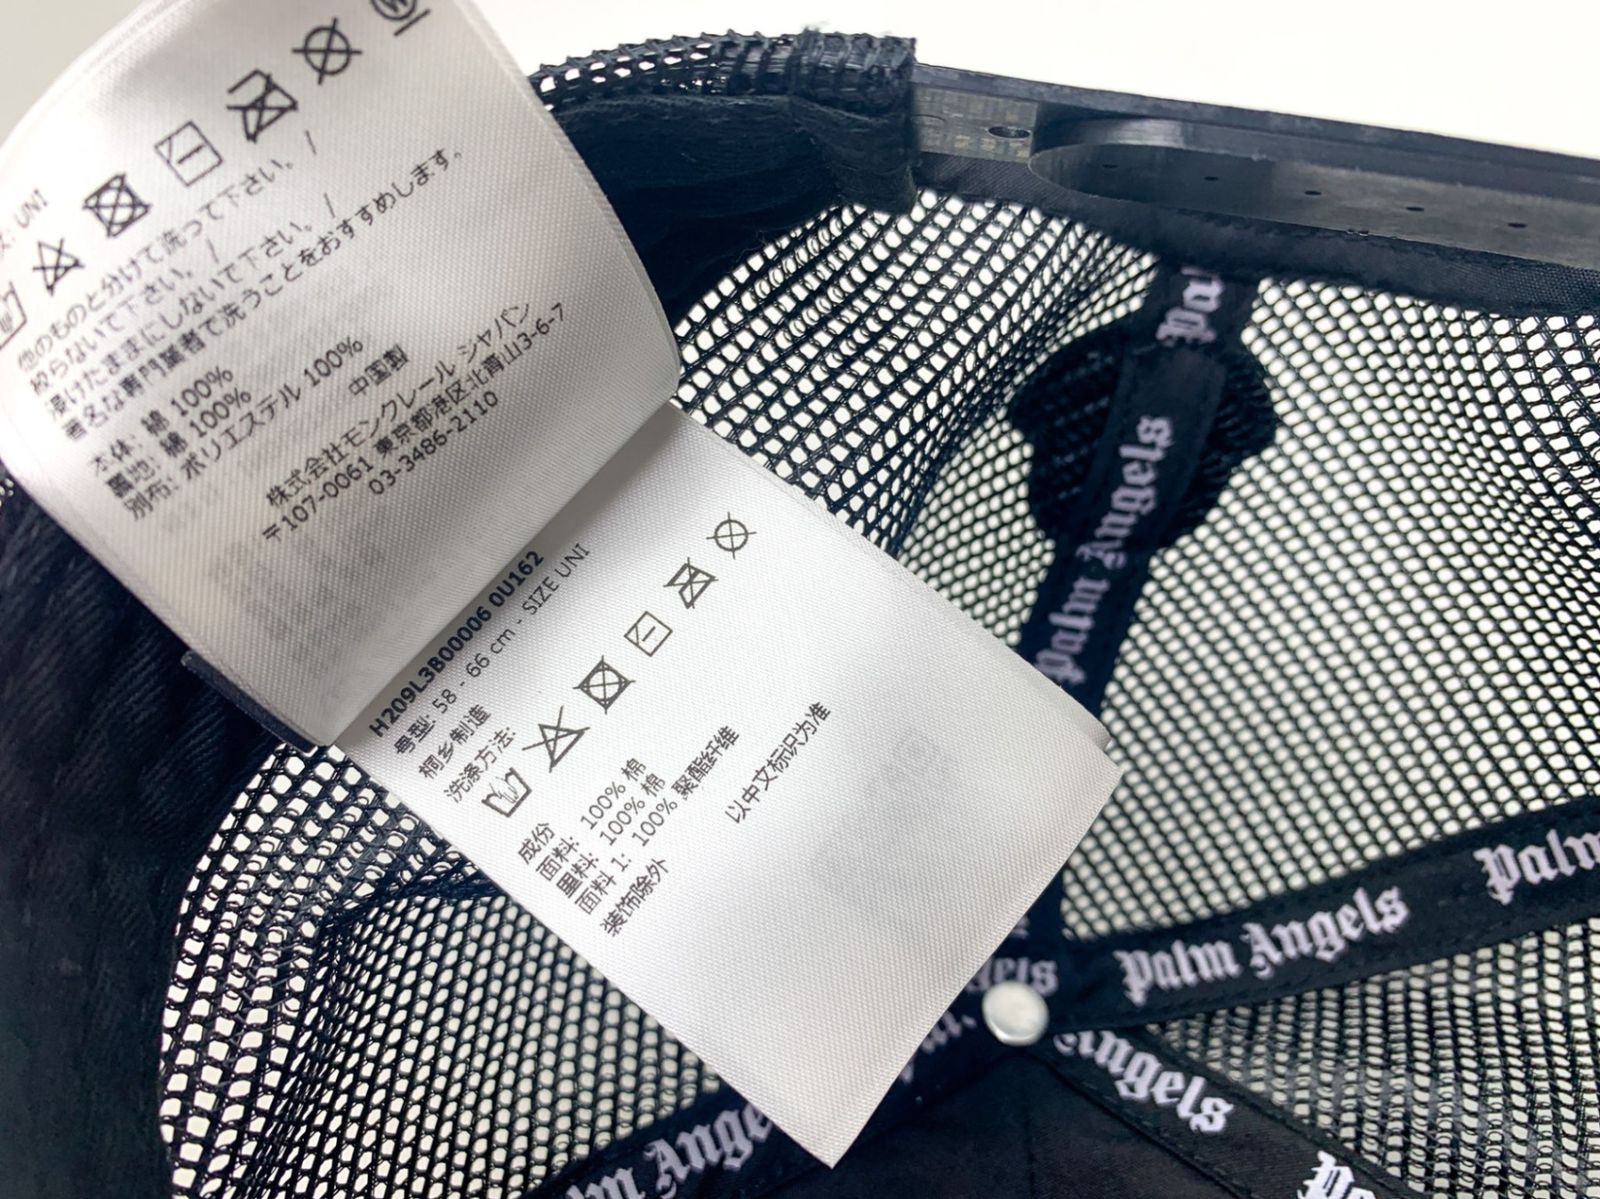 UNI
他のものと分けて洗って下さい。 /
絞らないで下さい。 /
浸けたままにしないで下さい。 /
著名な専門業者で洗うことをおすすめします。
本体: 綿 100%
裏地: 綿 100%
別布: ポリエステル 100%
中国製
株式会社モンクレール ジャパン
〒107-0061 東京都港区北青山3-6-7
03-3486-2110
H209L3B00006 0U162
号型: 58 - 66 cm - SIZE UNI
桐乡制造
洗涤方法:
成份
面料: 100% 棉
里料: 100% 棉
面料 1: 100% 聚酯纤维
装饰部除外
以中文标识为准
Palm Angels
Palm Angels
Angels
Palm